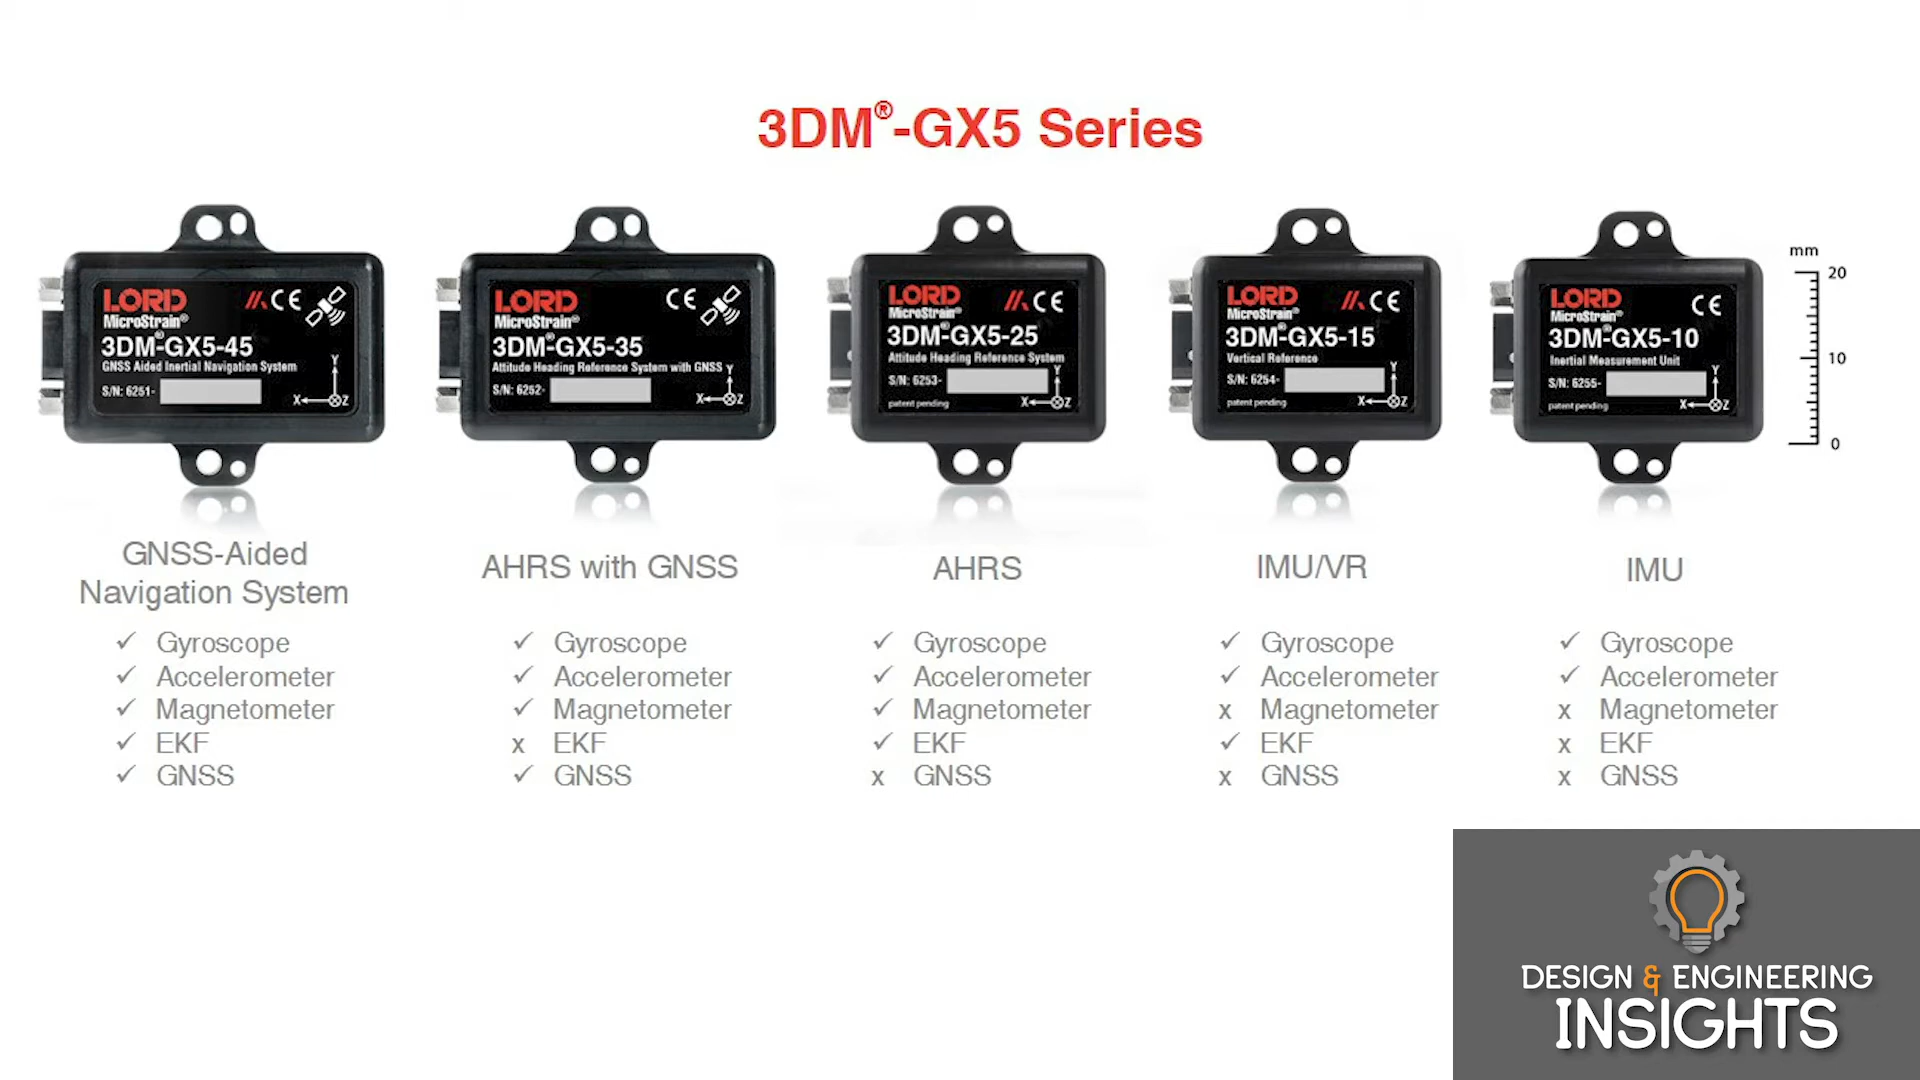 3DM®-GX5 Series
LORD
MicroStrain®
3DM®-GX5-45
GNSS Aided Inertial Navigation System
S/N: 6251-
CE
Y
X Z
LORD
MicroStrain®
3DM®-GX5-35
Attitude Heading Reference System with GNSS
S/N: 6252-
CE
Y
X Z
LORD
MicroStrain®
3DM®-GX5-25
Attitude Heading Reference System
S/N: 6253-
patent pending
CE
Y
X Z
LORD
MicroStrain®
3DM®-GX5-15
Vertical Reference
S/N: 6254-
patent pending
CE
Y
X Z
LORD
MicroStrain®
3DM®-GX5-10
Inertial Measurement Unit
S/N: 6255-
patent pending
CE
Y
X Z
mm
20
10
0
GNSS-Aided
Navigation System
✓ Gyroscope
✓ Accelerometer
✓ Magnetometer
✓ EKF
✓ GNSS
AHRS with GNSS
✓ Gyroscope
✓ Accelerometer
✓ Magnetometer
x EKF
✓ GNSS
AHRS
✓ Gyroscope
✓ Accelerometer
✓ Magnetometer
✓ EKF
x GNSS
IMU/VR
✓ Gyroscope
✓ Accelerometer
x Magnetometer
✓ EKF
x GNSS
IMU
✓ Gyroscope
✓ Accelerometer
x Magnetometer
x EKF
x GNSS
DESIGN & ENGINEERING
INSIGHTS